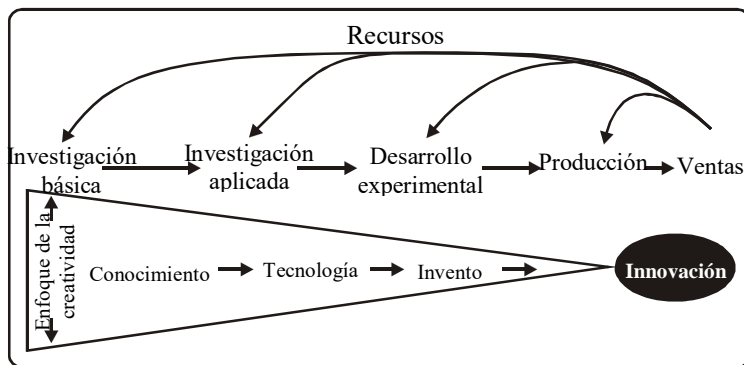 Recursos
Investigación
básica
Investigación
aplicada
Desarrollo
experimental
Producción
Ventas
Enfoque de la
creatividad
Conocimiento
Tecnología
Invento
Innovación